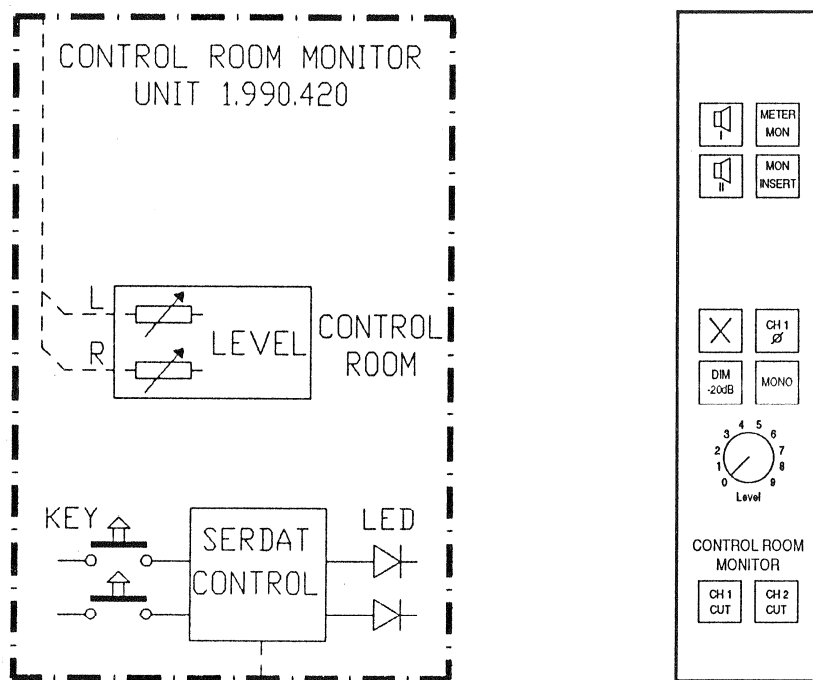 CONTROL ROOM MONITOR
UNIT 1.990.420
L
R
LEVEL
CONTROL
ROOM
KEY
SERDAT
CONTROL
LED
I
METER
MON
II
MON
INSERT
CH 1
Ø
DIM
-20dB
MONO
0 1 2 3 4 5 6 7 8 9
Level
CONTROL ROOM
MONITOR
CH 1
CUT
CH 2
CUT